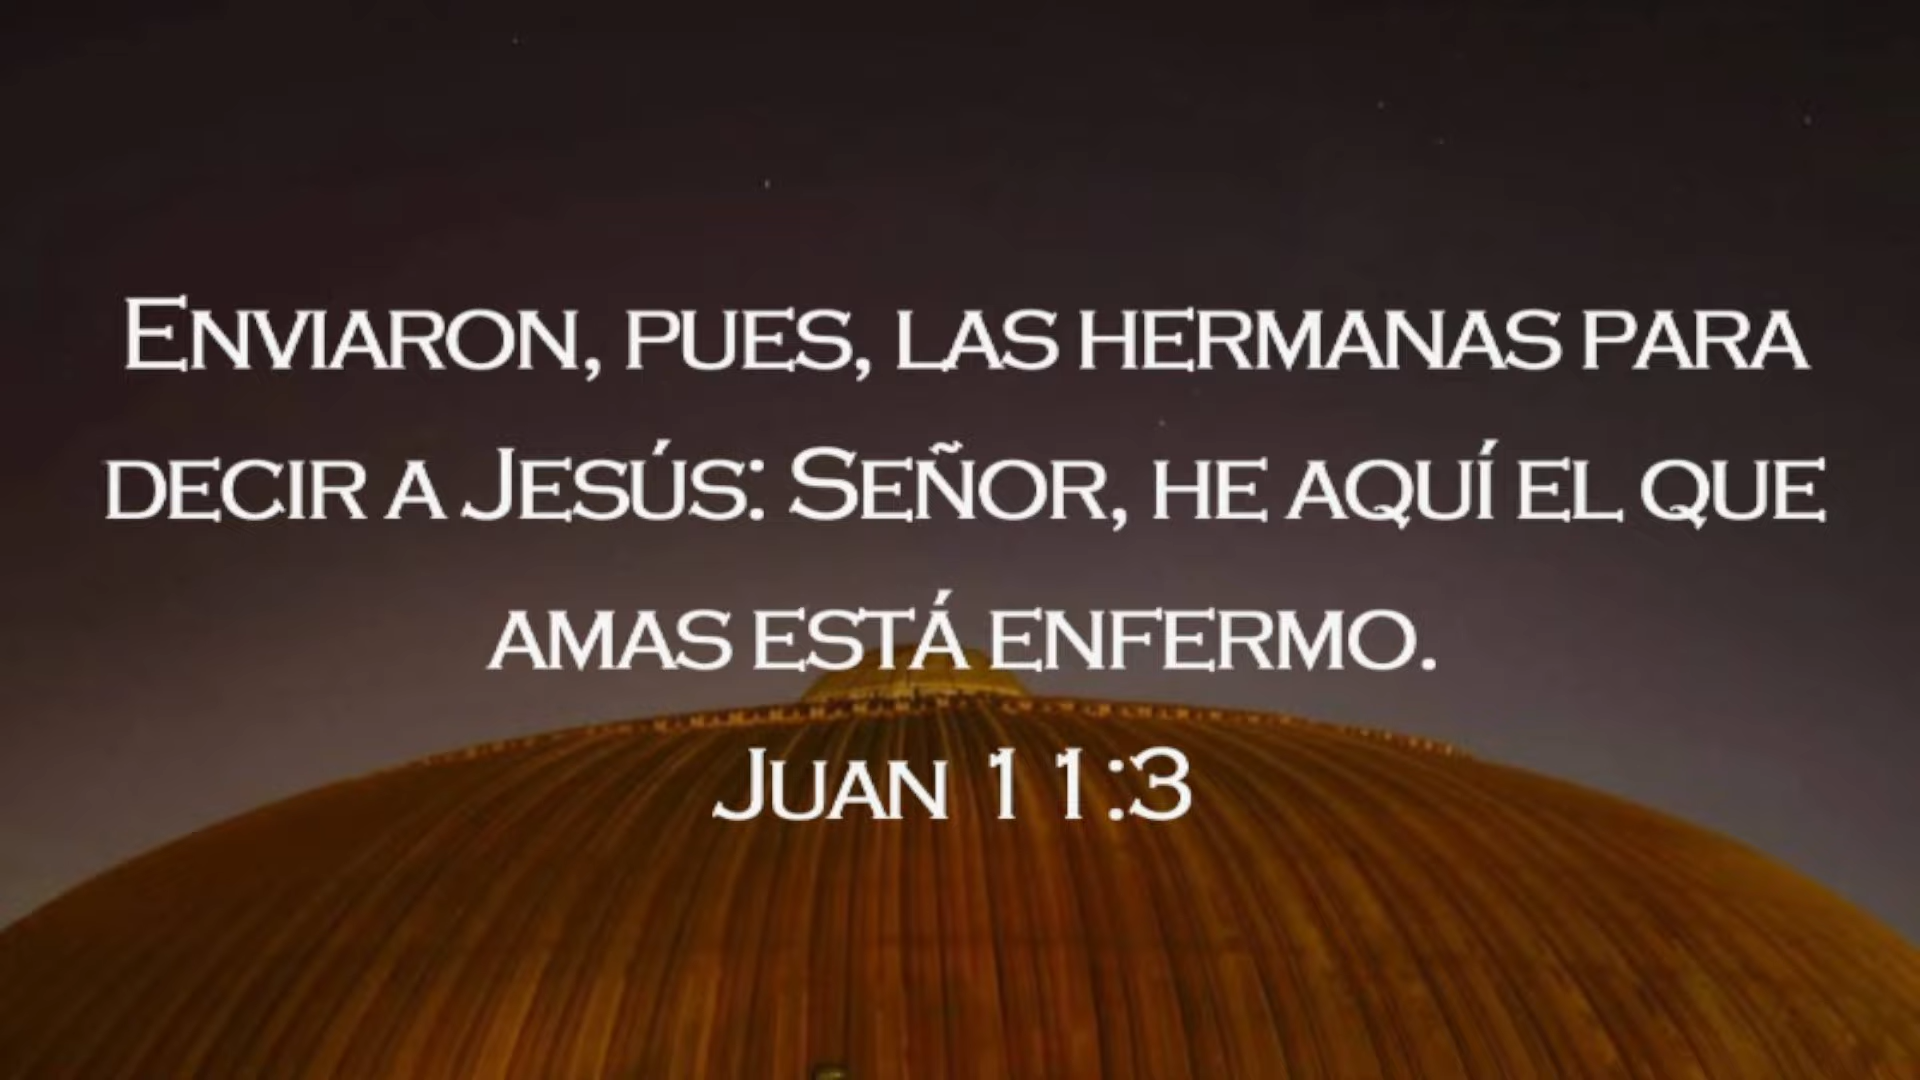 Enviaron, pues, las hermanas para
decir a Jesús: Señor, he aquí el que
amas está enfermo.
Juan 11:3